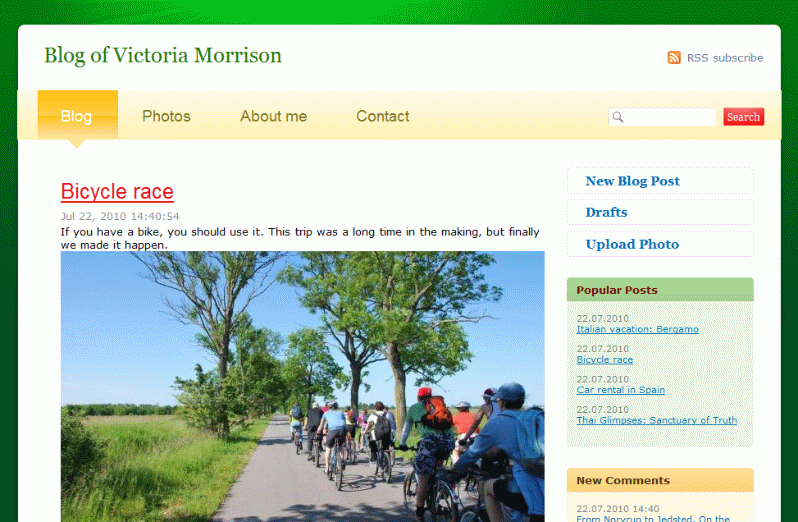 Blog of Victoria Morrison
RSS subscribe
Blog
Photos
About me
Contact
Search
Bicycle race
Jul 22, 2010 14:40:54
If you have a bike, you should use it. This trip was a long time in the making, but finally
we made it happen.
New Blog Post
Drafts
Upload Photo
Popular Posts
22.07.2010
Italian vacation: Bergamo
22.07.2010
Bicycle race
22.07.2010
Car rental in Spain
22.07.2010
Thai Glimpses: Sanctuary of Truth
New Comments
22.07.2010 14:40
From Norvrup to Jedsted. On the